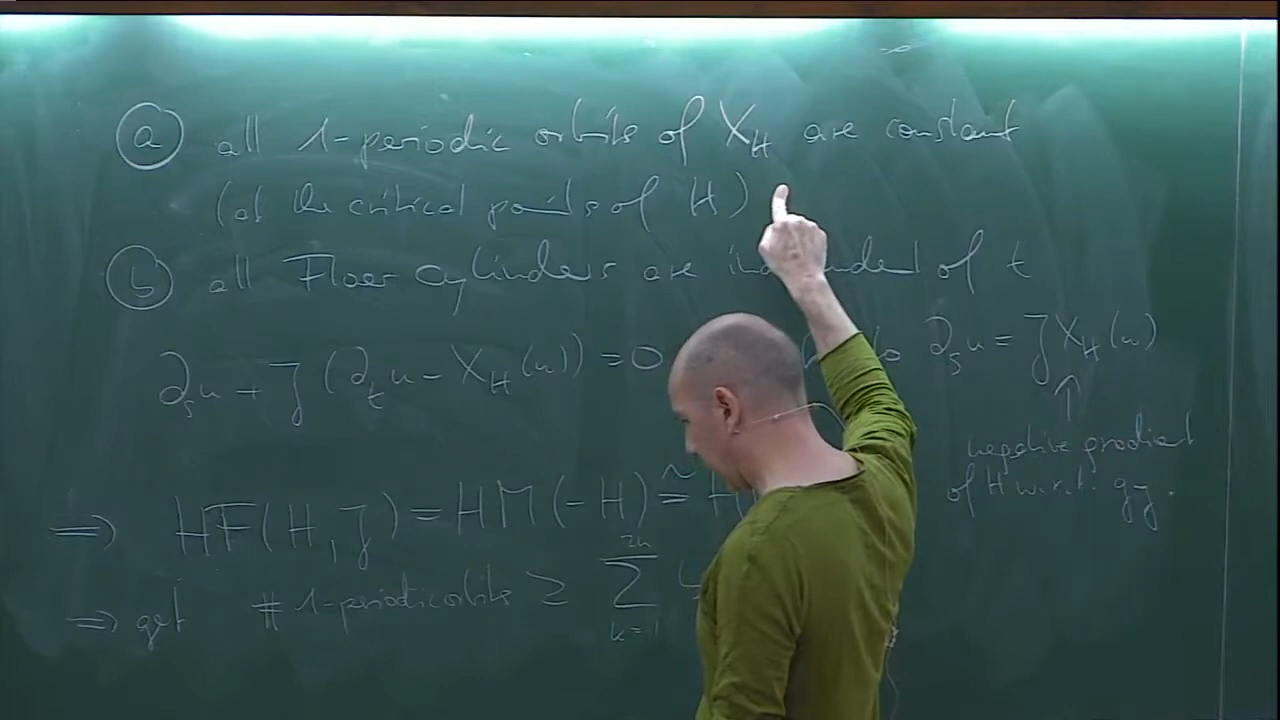 ⓐ all 1-periodic orbits of X_H are constant
(at the critical points of H)
ⓑ all Floer cylinders are of t
∂_s u + J (∂_t u - X_H(u)) = 0 ∂_s u = J X_H(u)
↑
negative gradient
of H w.r.t. g_J.
⇒ HF(H, J) = HM(-H) ≅ H
⇒ get # 1-periodic orbits ≥ ∑_{k=1}^{2n}